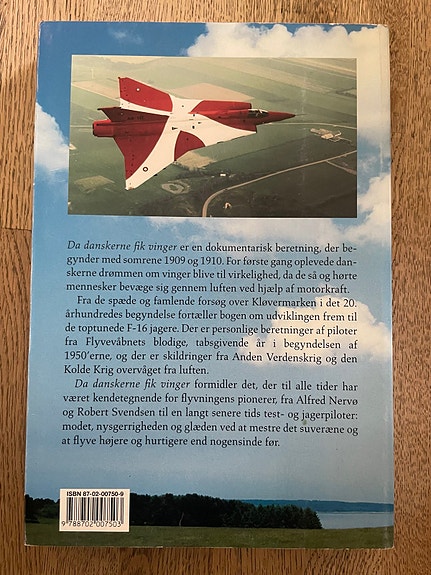 Da danskerne fik vinger er en dokumentarisk beretning, der be-
gynder med somrene 1909 og 1910. For første gang oplevede dan-
skerne drømmen om vinger blive til virkelighed, da de så og hørte
mennesker bevæge sig gennem luften ved hjælp af motorkraft.
Fra de spæde og famlende forsøg over Kløvermarken i det 20.
århundredes begyndelse fortæller bogen om udviklingen frem til
de toptunede F-16 jagere. Der er personlige beretninger af piloter
fra Flyvevåbnets blodige, tabsgivende år i begyndelsen af
1950'erne, og der er skildringer fra Anden Verdenskrig og den
Kolde Krig overvåget fra luften.
Da danskerne fik vinger formidler det, der til alle tider har
været kendetegnende for flyvningens pionerer, fra Alfred Nervø
og Robert Svendsen til en langt senere tids test- og jagerpiloter:
modet, nysgerrigheden og glæden ved at mestre det suveræne og
at flyve højere og hurtigere end nogensinde før.
ISBN 87-02-00750-9
9 788702 007503